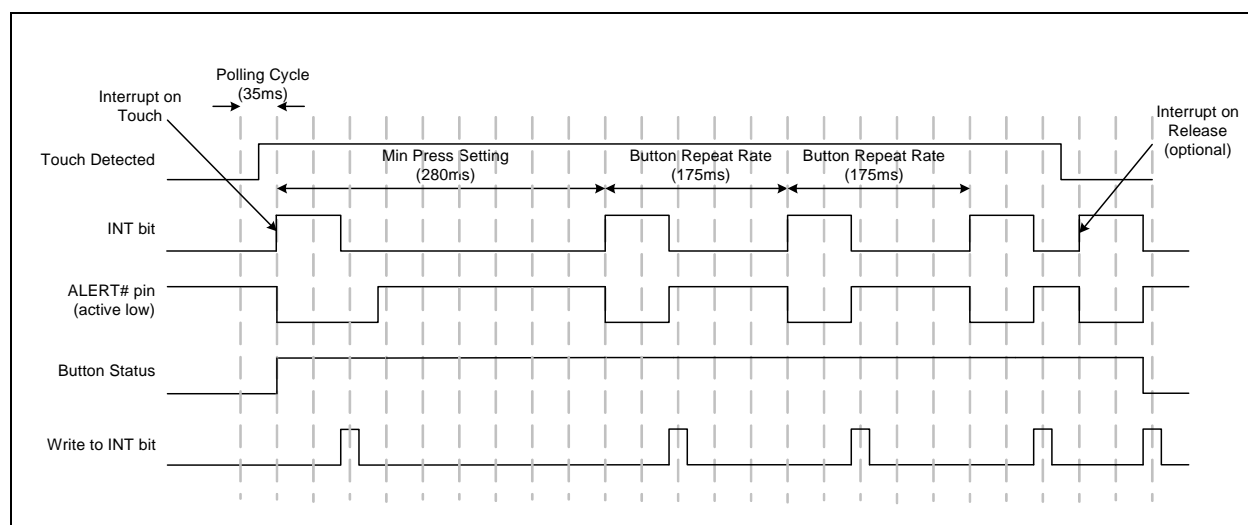 Polling Cycle
(35ms)
Interrupt on
Touch
Interrupt on
Release
(optional)
Touch Detected
Min Press Setting
(280ms)
Button Repeat Rate
(175ms)
Button Repeat Rate
(175ms)
INT bit
ALERT# pin
(active low)
Button Status
Write to INT bit